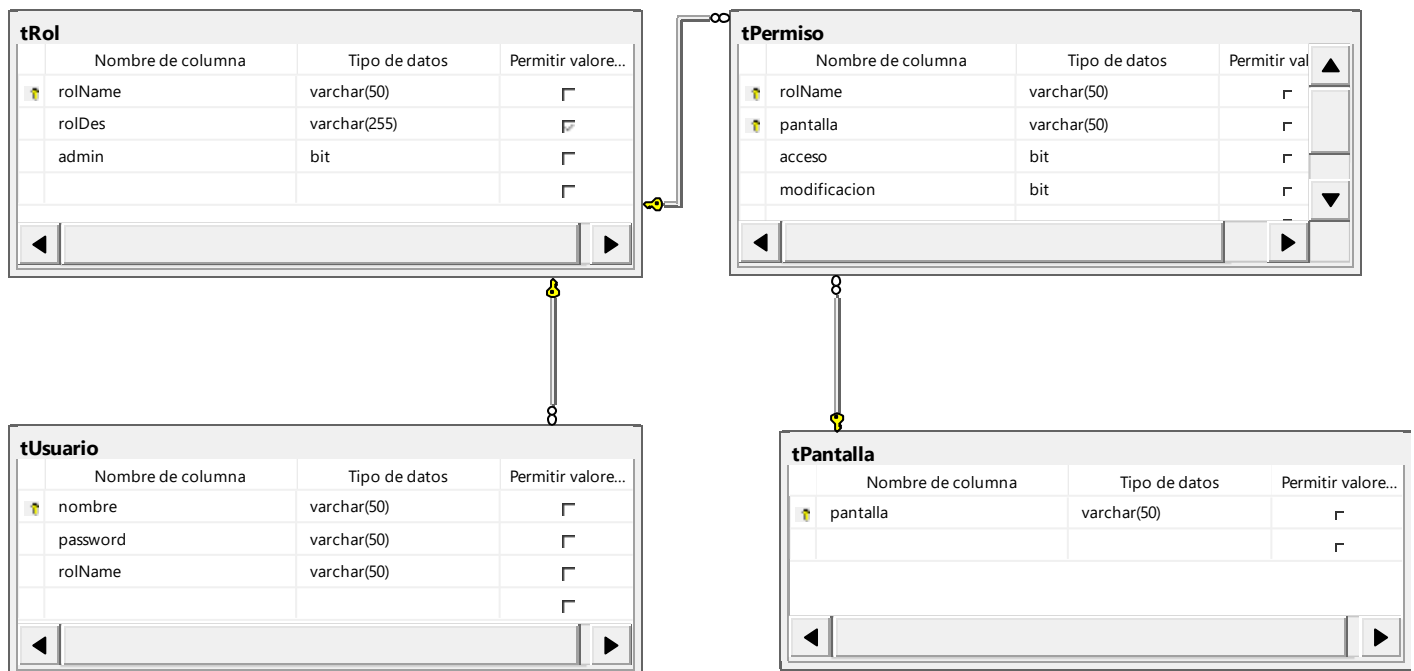 tRol
Nombre de columna Tipo de datos Permitir valore...
rolName varchar(50)
rolDes varchar(255)
admin bit
tPermiso
Nombre de columna Tipo de datos Permitir val
rolName varchar(50)
pantalla varchar(50)
acceso bit
modificacion bit
tUsuario
Nombre de columna Tipo de datos Permitir valore...
nombre varchar(50)
password varchar(50)
rolName varchar(50)
tPantalla
Nombre de columna Tipo de datos Permitir valore...
pantalla varchar(50)